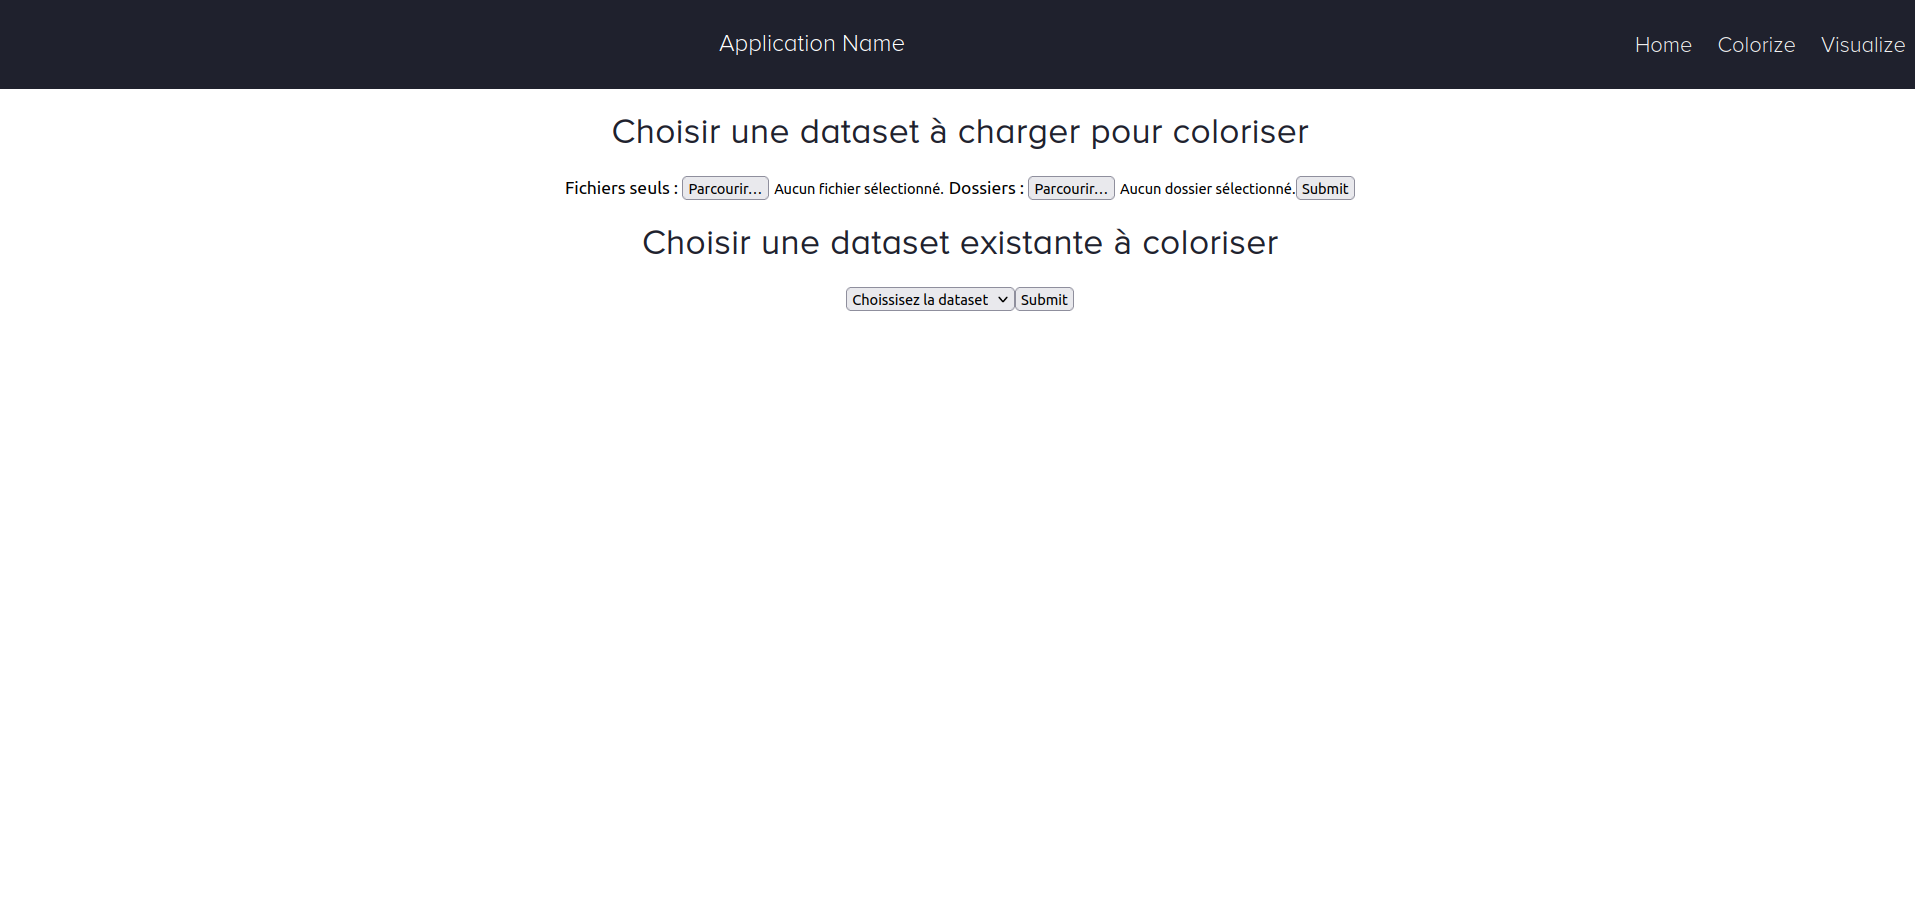 Application Name Home Colorize Visualize
Choisir une dataset à charger pour coloriser
Fichiers seuls : Parcourir... Aucun fichier sélectionné. Dossiers : Parcourir... Aucun dossier sélectionné. Submit
Choisir une dataset existante à coloriser
Choissisez la dataset Submit